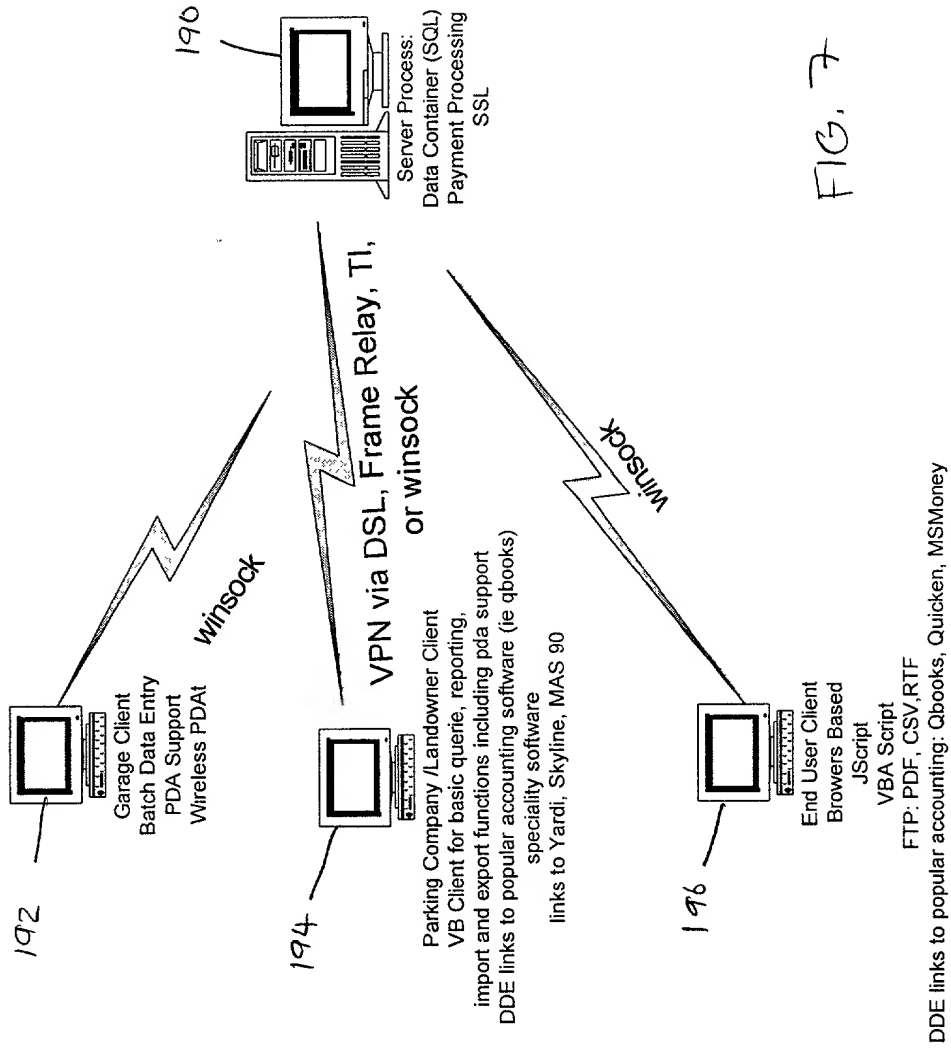 190
Server Process:
Data Container (SQL)
Payment Processing
SSL
192
Garage Client
Batch Data Entry
PDA Support
Wireless PDAt
winsock
194
Parking Company /Landowner Client
VB Client for basic querie, reporting,
import and export functions including pda support
DDE links to popular accounting software (ie qbooks)
speciality software
links to Yardi, Skyline, MAS 90
VPN via DSL, Frame Relay, TI,
or winsock
196
End User Client
Browers Based
JScript
VBA Script
FTP: PDF, CSV,RTF
DDE links to popular accounting: Qbooks, Quicken, MSMoney
winsock
FIG. 7